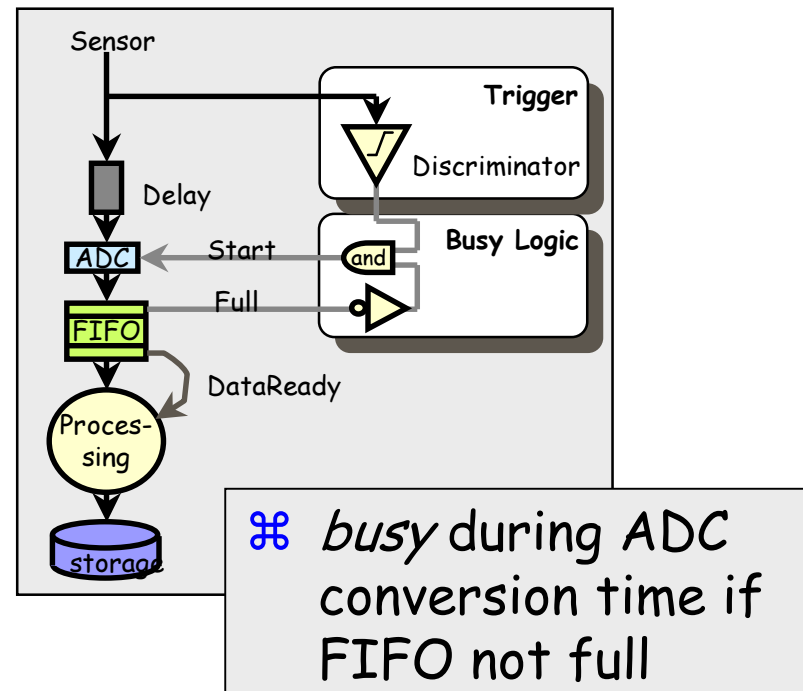 Sensor
Trigger
Discriminator
Delay
Busy Logic
ADC
Start
and
Full
FIFO
DataReady
Proces-
sing
storage
⌘ busy during ADC
conversion time if
FIFO not full